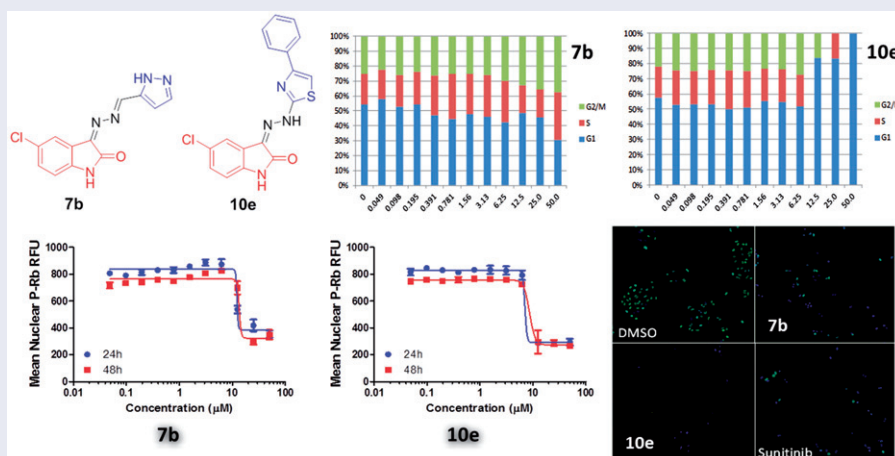 HN-N
N-N
Cl
O
N
H
7b
N
S
N-NH
Cl
O
N
H
10e
100%
90%
80%
70%
60%
50%
40%
30%
20%
10%
0%
7b
G2/M
S
G1
0 0.049 0.098 0.195 0.391 0.781 1.56 3.13 6.25 12.5 25.0 50.0
100%
90%
80%
70%
60%
50%
40%
30%
20%
10%
0%
10e
G2/
S
G1
0 0.049 0.098 0.195 0.391 0.781 1.56 3.13 6.25 12.5 25.0 50.0
Mean Nuclear P-Rb RFU
1000
800
600
400
200
0
24h
48h
0.01 0.1 1 10 100
Concentration (μM)
7b
Mean Nuclear P-Rb RFU
1000
800
600
400
200
0
24h
48h
0.01 0.1 1 10 100
Concentration (μM)
10e
DMSO
7b
10e
Sunitinib